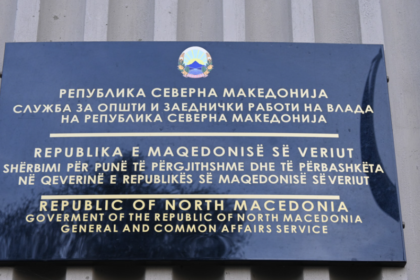 РЕПУБЛИКА СЕВЕРНА МАКЕДОНИЈА
СЛУЖБА ЗА ОПШТИ И ЗАЕДНИЧКИ РАБОТИ НА ВЛАДА
НА РЕПУБЛИКА СЕВЕРНА МАКЕДОНИЈА
REPUBLIKA E MAQEDONISË SË VERIUT
SHËRBIMI PËR PUNË TË PËRGJITHSHME DHE TË PËRBASHKËTA
NË QEVERINË E REPUBLIKËS SË MAQEDONISË SË VERIUT
REPUBLIC OF NORTH MACEDONIA
GOVERMENT OF THE REPUBLIC OF NORTH MACEDONIA
GENERAL AND COMMON AFFAIRS SERVICE